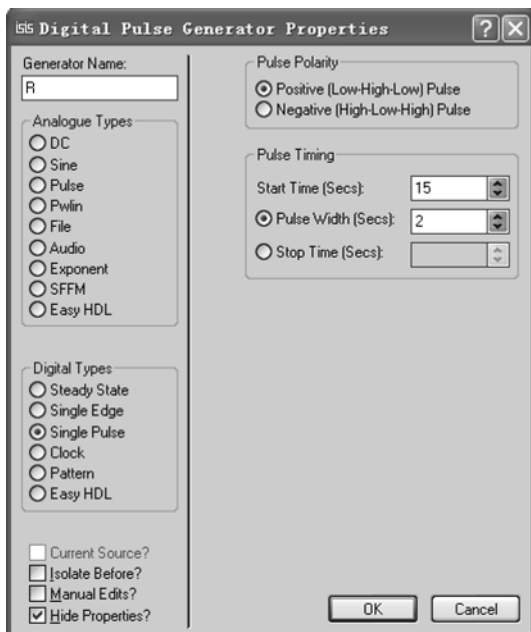 isis Digital Pulse Generator Properties
Generator Name:
R
Analogue Types
DC
Sine
Pulse
Pwlin
File
Audio
Exponent
SFFM
Easy HDL
Digital Types
Steady State
Single Edge
Single Pulse
Clock
Pattern
Easy HDL
Current Source?
Isolate Before?
Manual Edits?
Hide Properties?
Pulse Polarity
Positive (Low-High-Low) Pulse
Negative (High-Low-High) Pulse
Pulse Timing
Start Time (Secs): 15
Pulse Width (Secs): 2
Stop Time (Secs):
OK Cancel